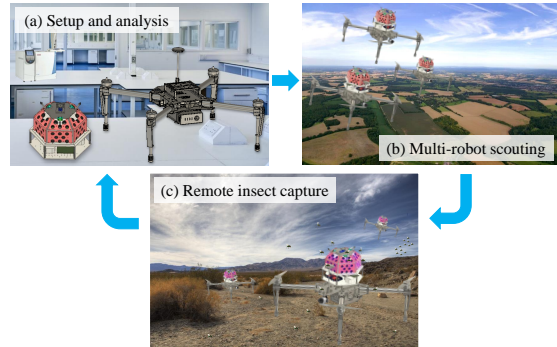 (a) Setup and analysis
(b) Multi-robot scouting
(c) Remote insect capture